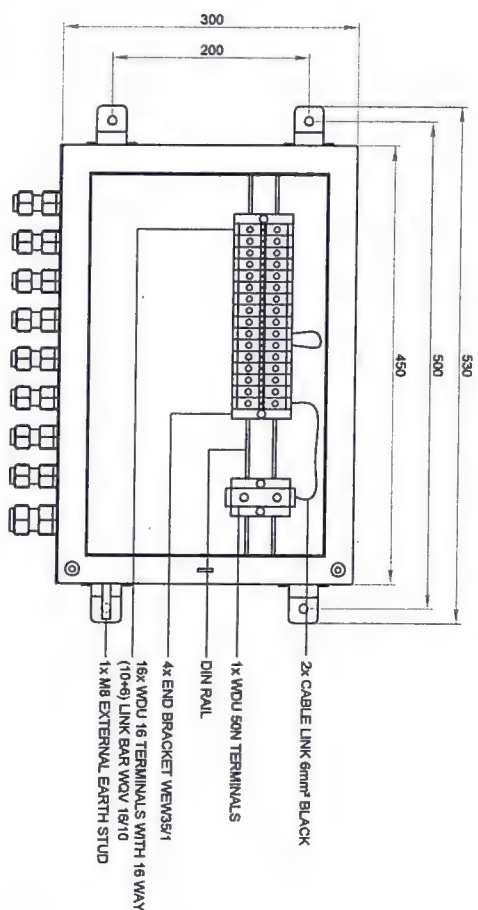 300
200
450
500
530
2x CABLE LINK 6mm² BLACK
1x WDU 50N TERMINALS
DIN RAIL
4x END BRACKET WEW35/1
16x WDU 16 TERMINALS WITH 16 WAY
(10+6) LINK BAR WQV 16/10
1x M8 EXTERNAL EARTH STUD